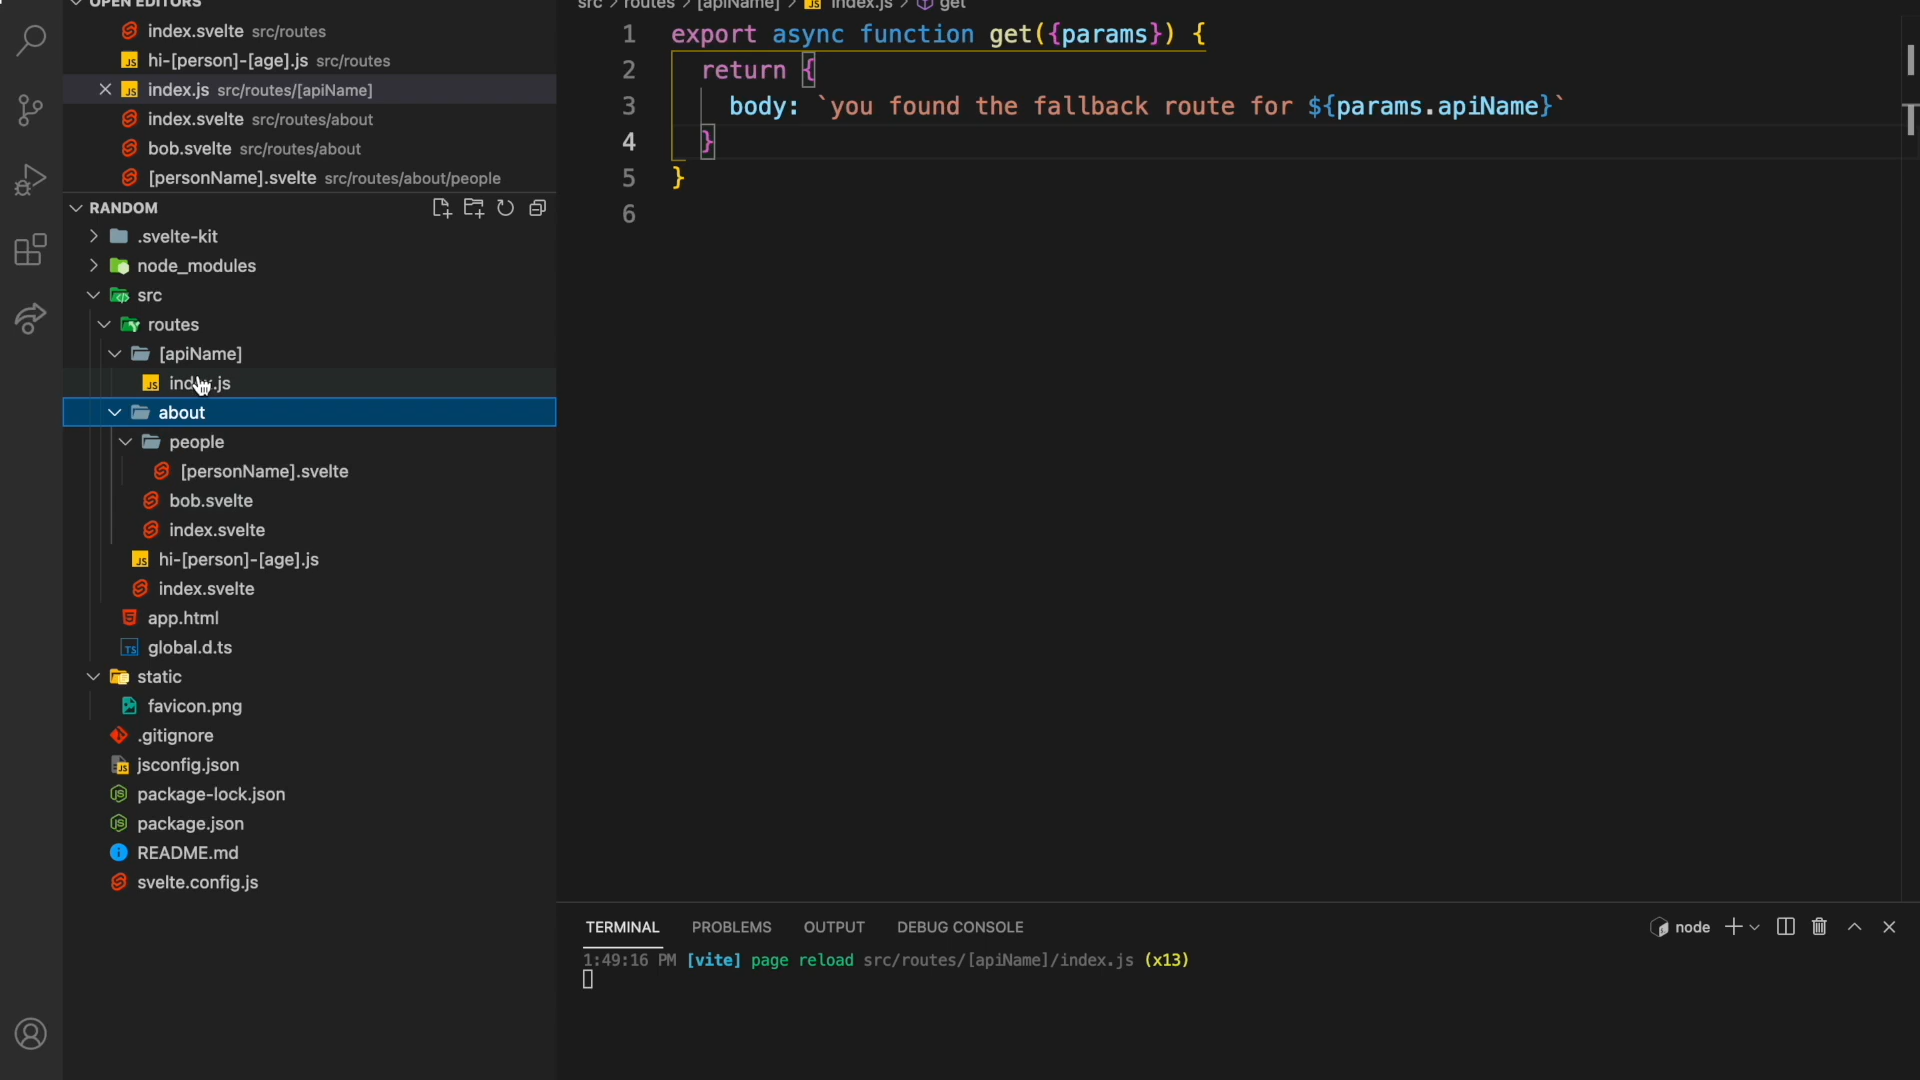 OPEN EDITORS
index.svelte src/routes
hi-[person]-[age].js src/routes
index.js src/routes/[apiName]
index.svelte src/routes/about
bob.svelte src/routes/about
[personName].svelte src/routes/about/people
RANDOM
.svelte-kit
node_modules
src
routes
[apiName]
index.js
about
people
[personName].svelte
bob.svelte
index.svelte
hi-[person]-[age].js
index.svelte
app.html
global.d.ts
static
favicon.png
.gitignore
jsconfig.json
package-lock.json
package.json
README.md
svelte.config.js
src > routes > [apiName] > index.js > get
1 export async function get({params}) {
2 return {
3 body: `you found the fallback route for ${params.apiName}`
4 }
5 }
6
TERMINAL PROBLEMS OUTPUT DEBUG CONSOLE node
1:49:16 PM [vite] page reload src/routes/[apiName]/index.js (x13)